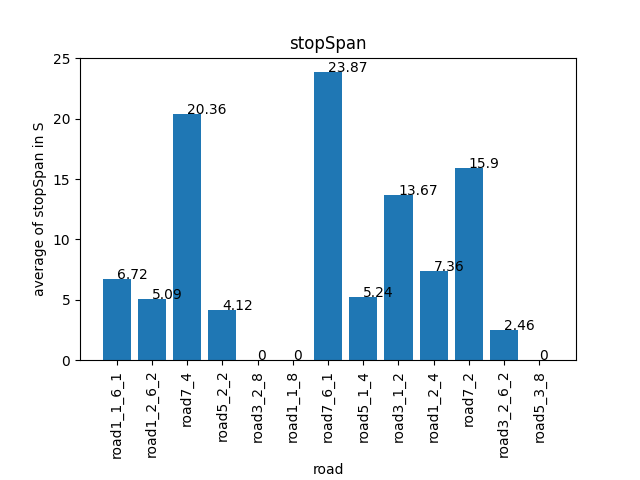 stopSpan
average of stopSpan in S
25
20
15
10
5
0
6.72
5.09
20.36
4.12
0
0
23.87
5.24
13.67
7.36
15.9
2.46
0
road1_1_6_1
road1_2_6_2
road7_4
road5_2_2
road3_2_8
road1_1_8
road7_6_1
road5_1_4
road3_1_2
road1_2_4
road7_2
road3_2_6_2
road5_3_8
road